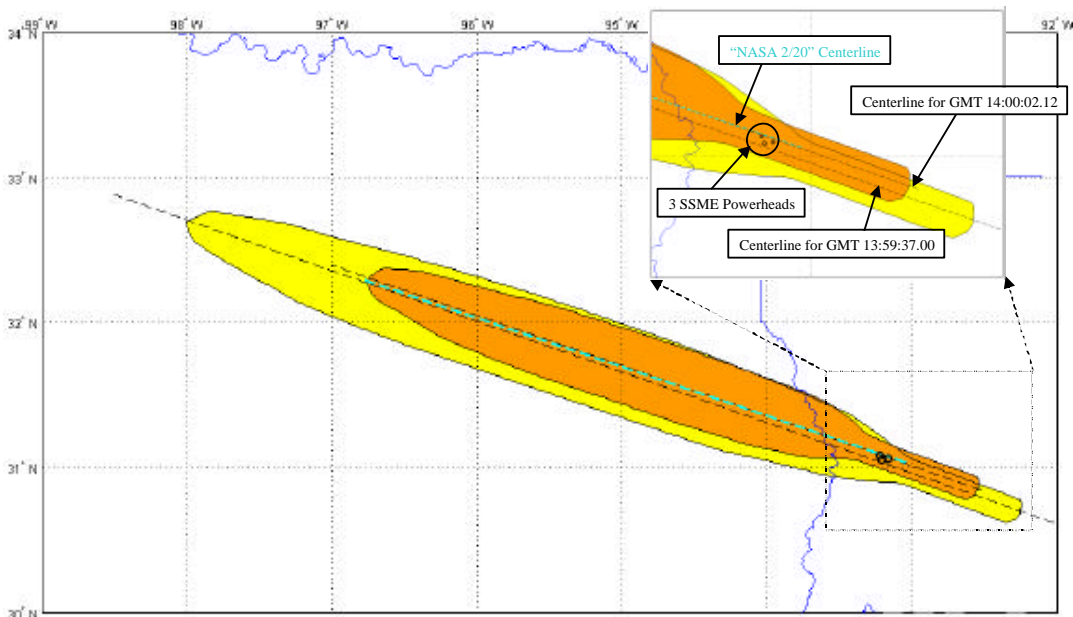 99° W
98° W
97° W
96° W
95° W
92° W
34° N
33° N
32° N
31° N
30° N
“NASA 2/20” Centerline
Centerline for GMT 14:00:02.12
3 SSME Powerheads
Centerline for GMT 13:59:37.00